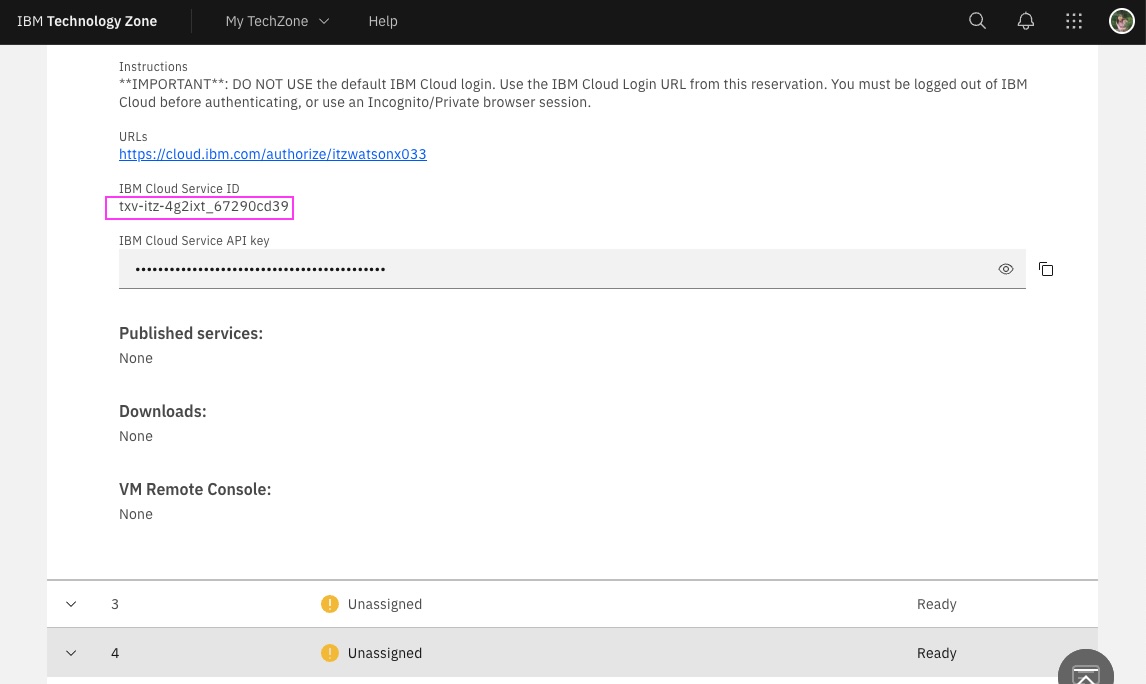 IBM Technology Zone
My TechZone
Help
Instructions
**IMPORTANT**: DO NOT USE the default IBM Cloud login. Use the IBM Cloud Login URL from this reservation. You must be logged out of IBM
Cloud before authenticating, or use an Incognito/Private browser session.
URLs
https://cloud.ibm.com/authorize/itzwatsonx033
IBM Cloud Service ID
txv-itz-4g2ixt_67290cd39
IBM Cloud Service API key
••••••••••••••••••••••••••••••••••••••••••••
Published services:
None
Downloads:
None
VM Remote Console:
None
3 Unassigned Ready
4 Unassigned Ready